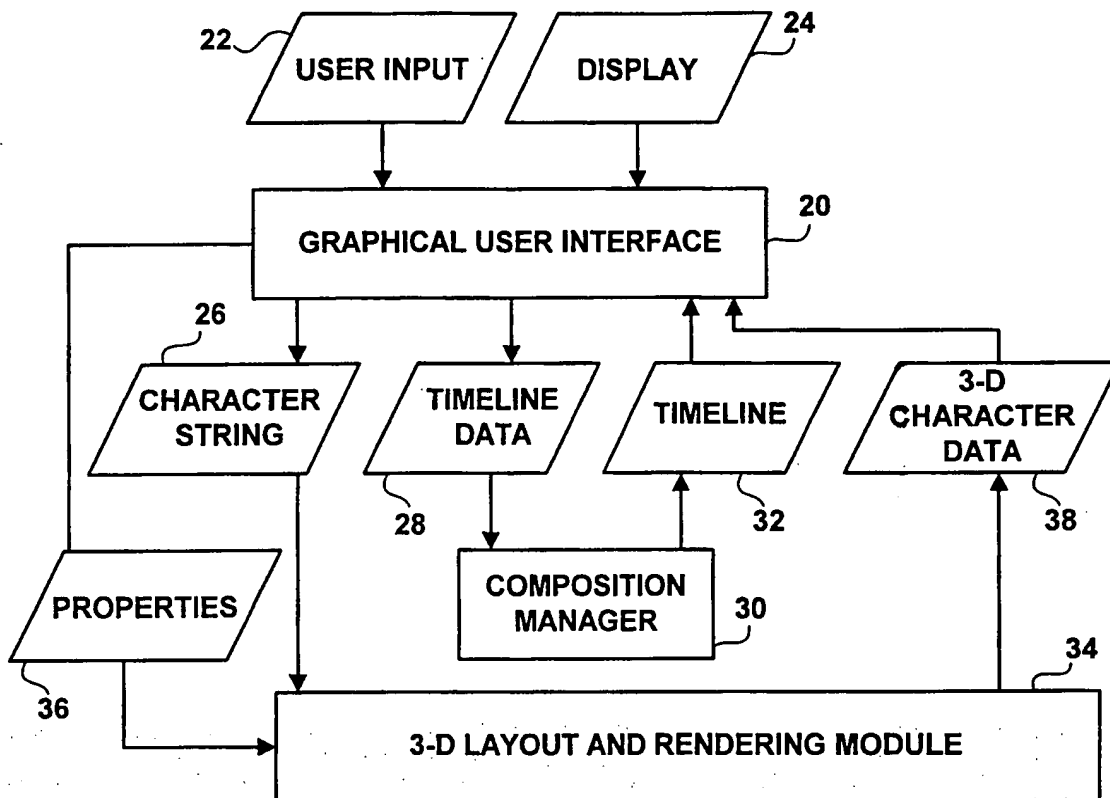 22
USER INPUT
DISPLAY
24
GRAPHICAL USER INTERFACE
20
26
CHARACTER
STRING
TIMELINE
DATA
28
TIMELINE
32
3-D
CHARACTER
DATA
38
PROPERTIES
36
COMPOSITION
MANAGER
30
34
3-D LAYOUT AND RENDERING MODULE